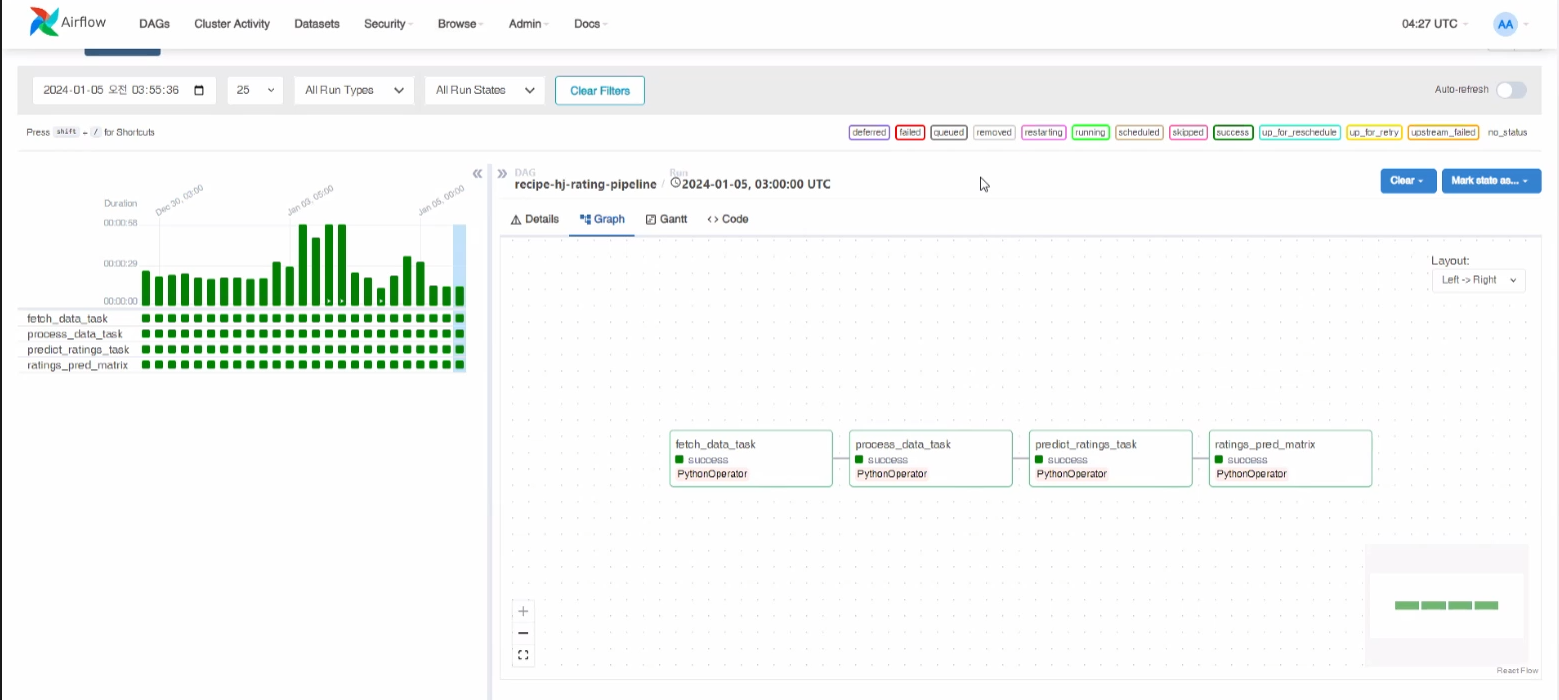 Airflow DAGs Cluster Activity Datasets Security Browse Admin Docs 04:27 UTC AA
2024-01-05 오전 03:55:36 25 All Run Types All Run States Clear Filters Auto-refresh
Press shift + / for Shortcuts deferred failed queued removed restarting running scheduled skipped success up_for_reschedule up_for_retry upstream_failed no_status
Duration
Dec 30, 03:00
Jan 03, 05:00
Jan 05, 00:00
00:00:58
00:00:29
00:00:00
fetch_data_task
process_data_task
predict_ratings_task
ratings_pred_matrix
DAG Run
recipe-hj-rating-pipeline / 2024-01-05, 03:00:00 UTC
Clear Mark state as...
Details Graph Gantt <> Code
Layout:
Left -> Right
fetch_data_task
success
PythonOperator
process_data_task
success
PythonOperator
predict_ratings_task
success
PythonOperator
ratings_pred_matrix
success
PythonOperator
React Flow